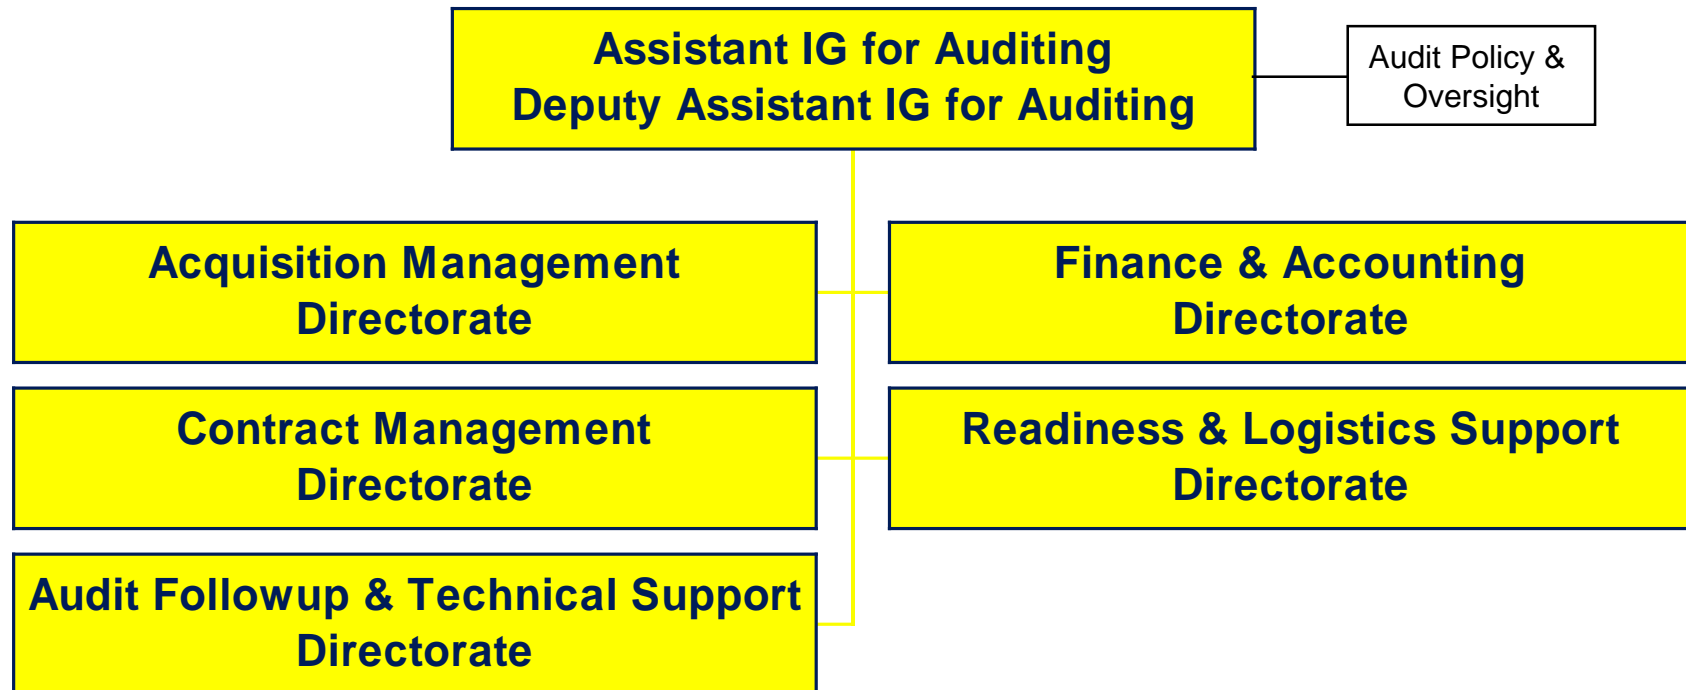 Assistant IG for Auditing
Deputy Assistant IG for Auditing
Audit Policy &
Oversight
Acquisition Management
Directorate
Finance & Accounting
Directorate
Contract Management
Directorate
Readiness & Logistics Support
Directorate
Audit Followup & Technical Support
Directorate